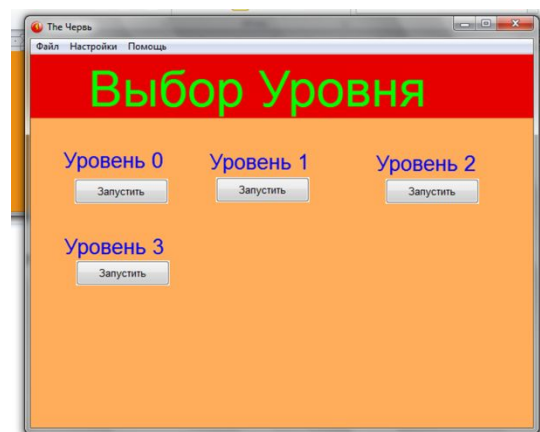 The Червь
Файл Настройки Помощь
Выбор Уровня
Уровень 0 Уровень 1 Уровень 2
Запустить Запустить Запустить
Уровень 3
Запустить